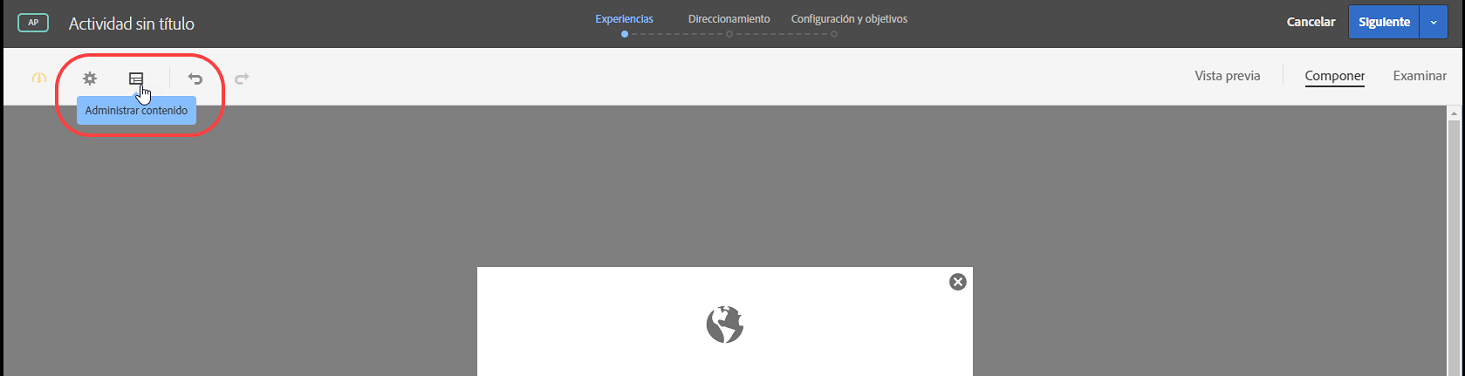 AP
Actividad sin título
Experiencias
Direccionamiento
Configuración y objetivos
Cancelar
Siguiente
Vista previa
Componer
Examinar
Administrar contenido